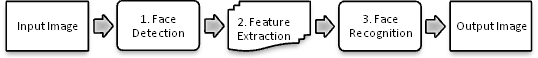 Input Image
1. Face
Detection
2. Feature
Extraction
3. Face
Recognition
Output Image